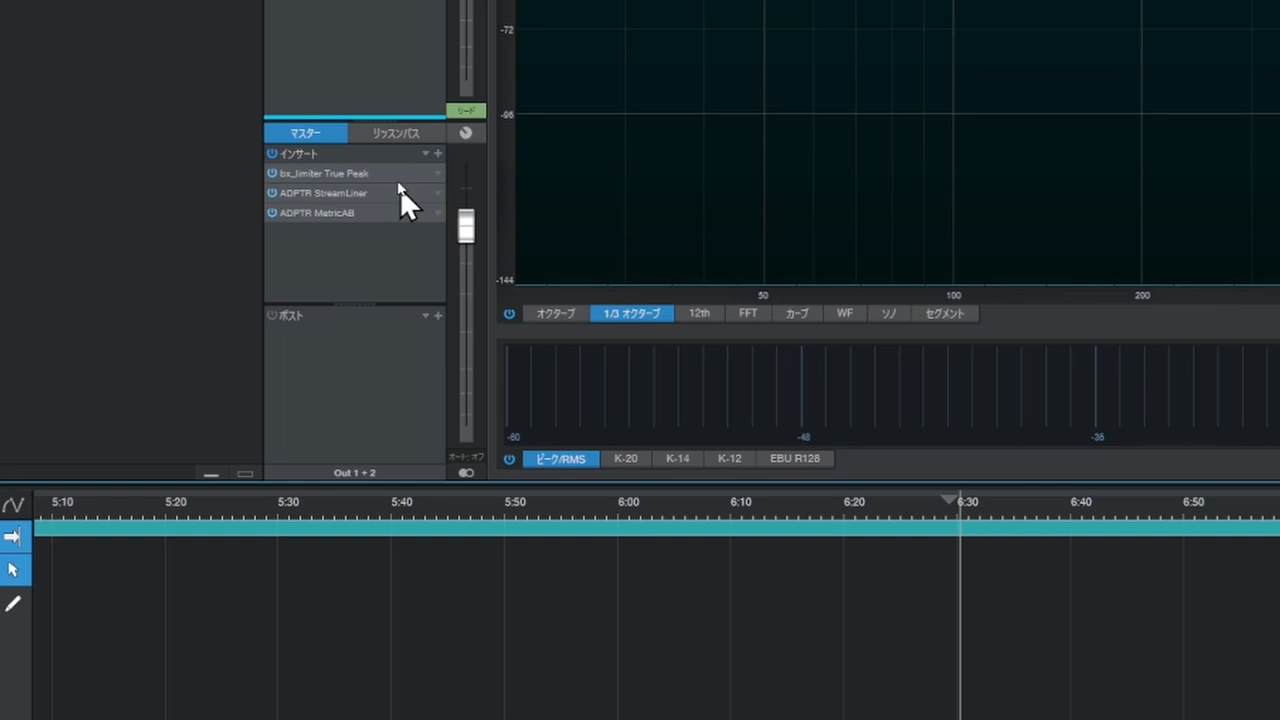 -72
-96
-144
50 100 200
リード
マスター リッスンバス
インサート
bx_limiter True Peak
ADPTR StreamLiner
ADPTR MetricAB
ポスト
オート: オフ
Out 1 + 2
オクターブ 1/3 オクターブ 12th FFT カーブ WF ソノ セグメント
-60 -48 -36
ピーク/RMS K-20 K-14 K-12 EBU R128
5:10 5:20 5:30 5:40 5:50 6:00 6:10 6:20 6:30 6:40 6:50